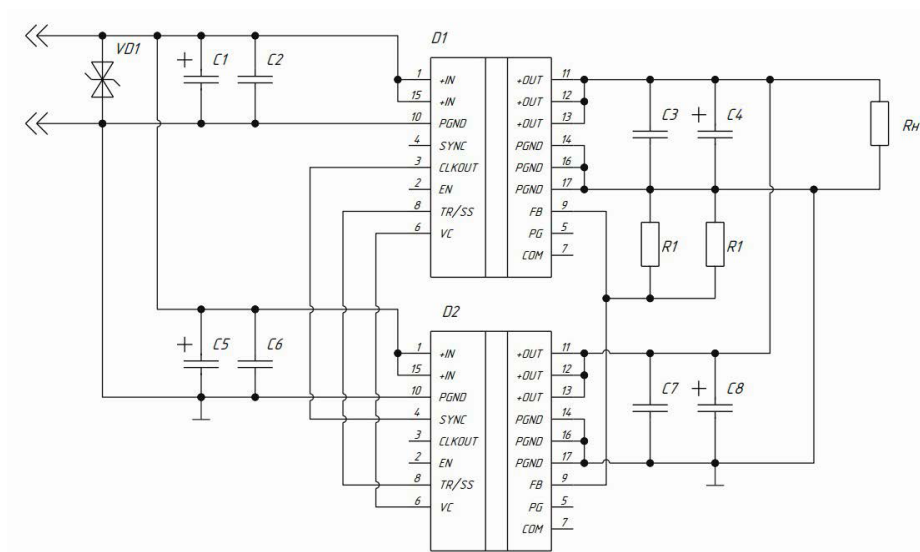 D1
VD1
+ C1 C2
1 +IN +OUT 11
15 +IN +OUT 12
10 PGND +OUT 13
4 SYNC PGND 14
3 CLKOUT PGND 16
2 EN PGND 17
8 TR/SS FB 9
6 VC PG 5
COM 7
C3 + C4
Rн
R1 R1
D2
+ C5 C6
1 +IN +OUT 11
15 +IN +OUT 12
10 PGND +OUT 13
4 SYNC PGND 14
3 CLKOUT PGND 16
2 EN PGND 17
8 TR/SS FB 9
6 VC PG 5
COM 7
C7 + C8